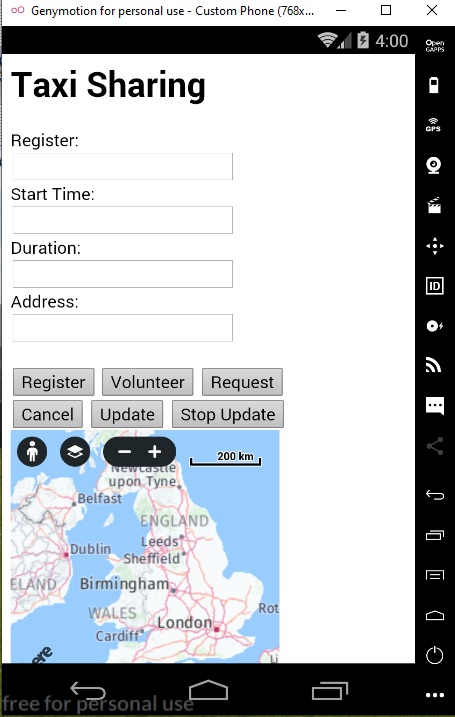 Genymotion for personal use - Custom Phone (768x...
Open
GAPPS
4:00
Taxi Sharing
GPS
Register:
Start Time:
Duration:
Address:
ID
Register Volunteer Request
Cancel Update Stop Update
200 km
Newcastle
upon Tyne
Belfast
ENGLAND
Leeds
Dublin
Sheffield
ELAND
Birmingham
WALES
Rot
London
Cardiff
Li
ere
free for personal use